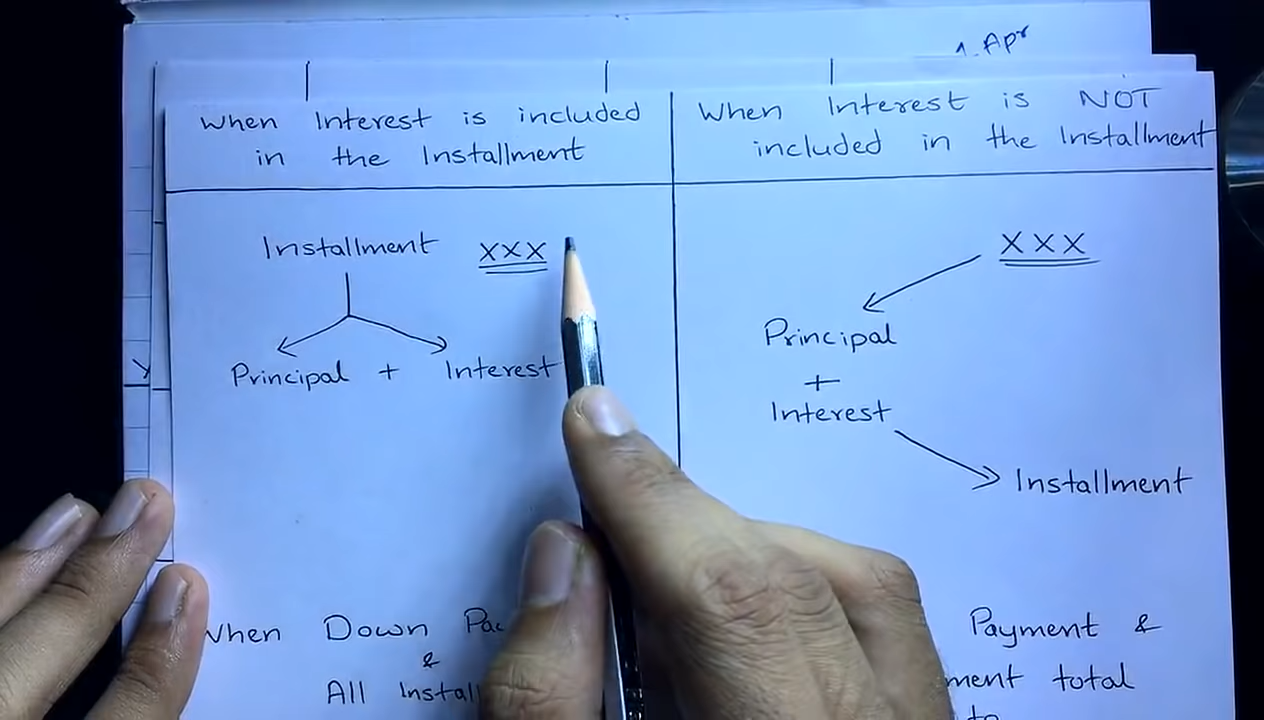 1. Apr
When Interest is included
in the Installment
When Interest is NOT
included in the Installment
Installment XXX
Principal + Interest
XXX
Principal
+
Interest
Installment
When Down
&
All
Payment &
total
to